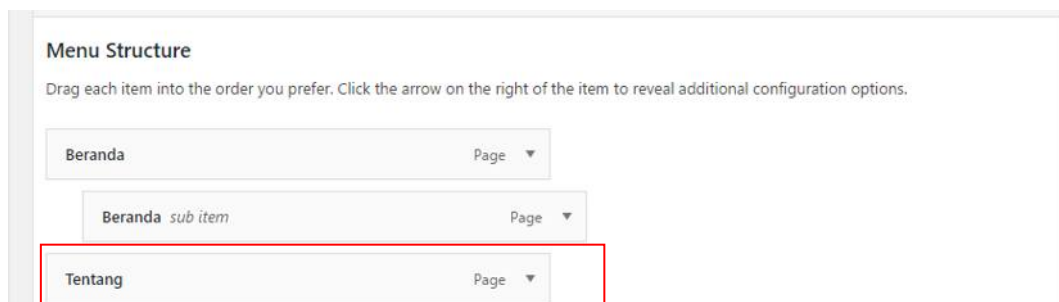 Menu Structure
Drag each item into the order you prefer. Click the arrow on the right of the item to reveal additional configuration options.
Beranda Page
Beranda sub item Page
Tentang Page